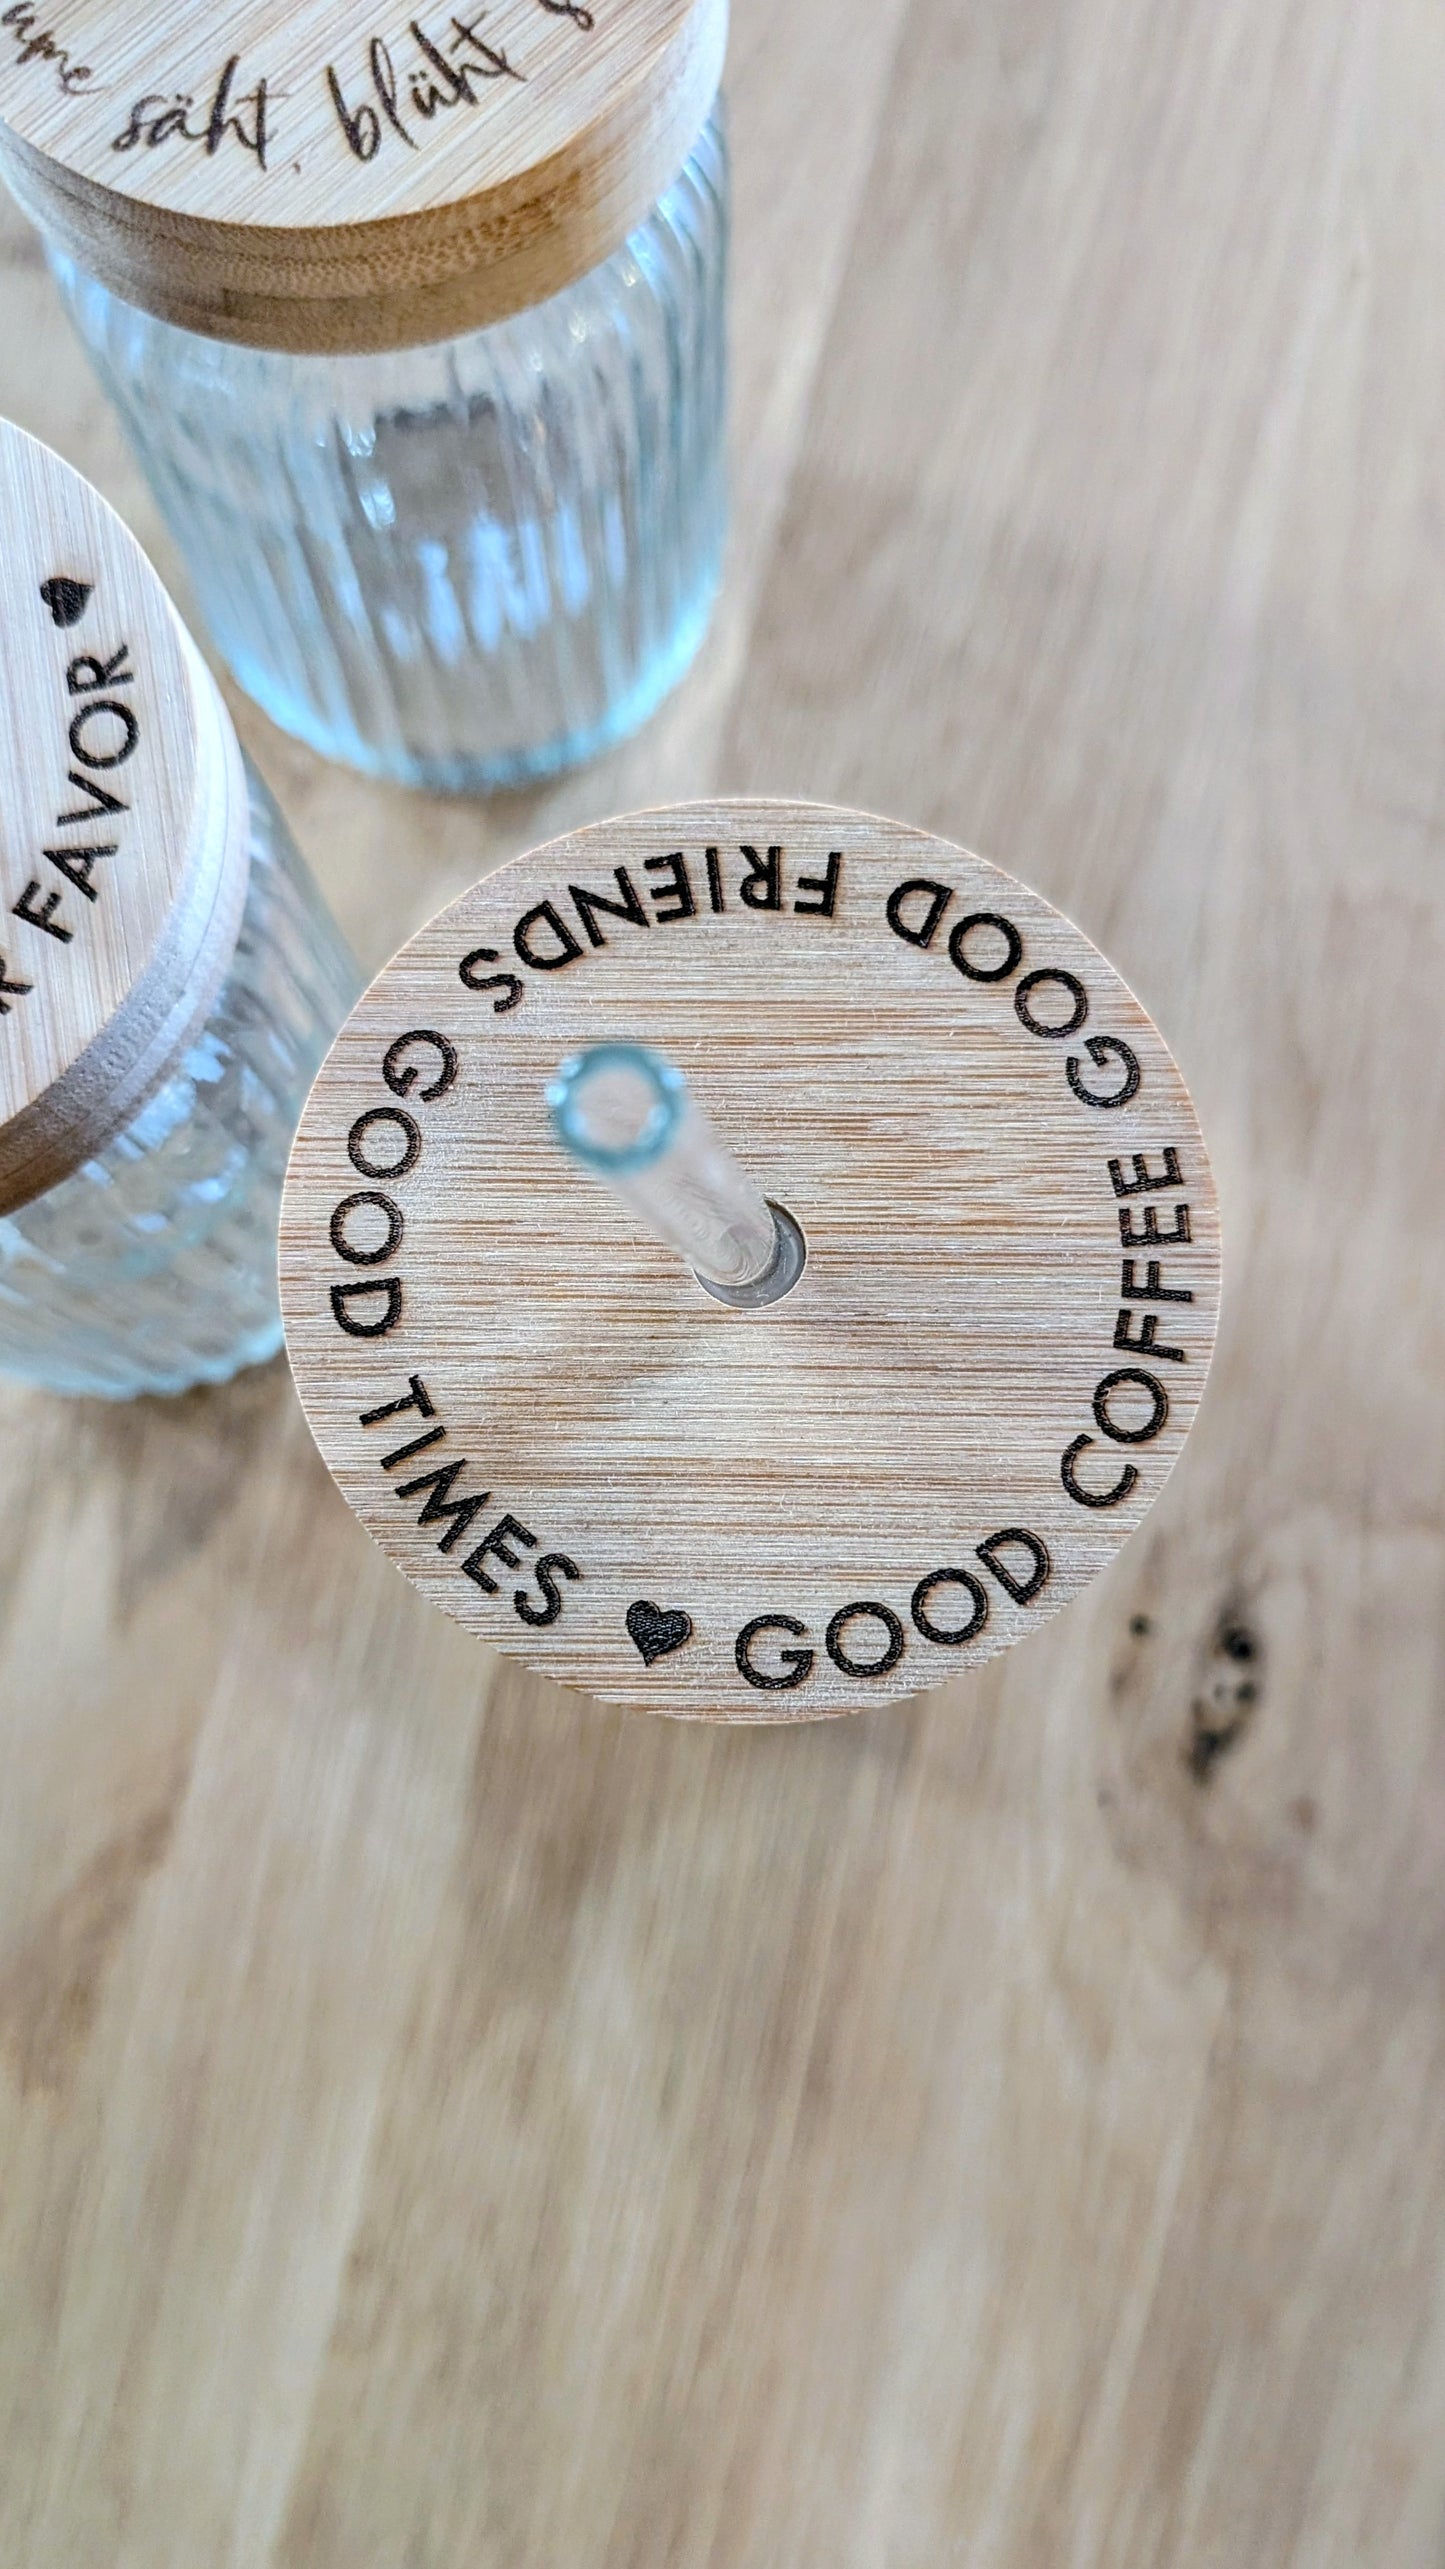 säht, blüht
FAVOR ♥
GOOD COFFEE GOOD FRIENDS GOOD TIMES ♥